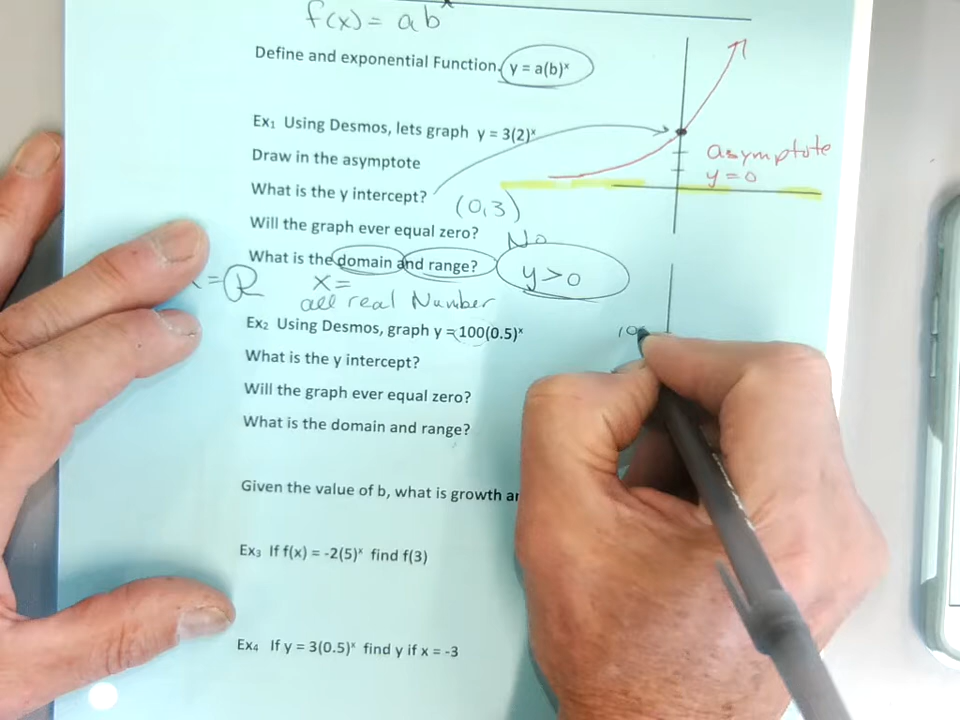 f(x) = ab^x
Define and exponential Function. y = a(b)ˣ
Ex₁ Using Desmos, lets graph y = 3(2)ˣ
Draw in the asymptote
asymptote
y = 0
What is the y intercept?
(0,3)
Will the graph ever equal zero?
No
What is the domain and range?
y > 0
= R
x =
all real Number
Ex₂ Using Desmos, graph y = 100(0.5)ˣ
What is the y intercept?
Will the graph ever equal zero?
What is the domain and range?
Given the value of b, what is growth
Ex₃ If f(x) = -2(5)ˣ find f(3)
Ex₄ If y = 3(0.5)ˣ find y if x = -3